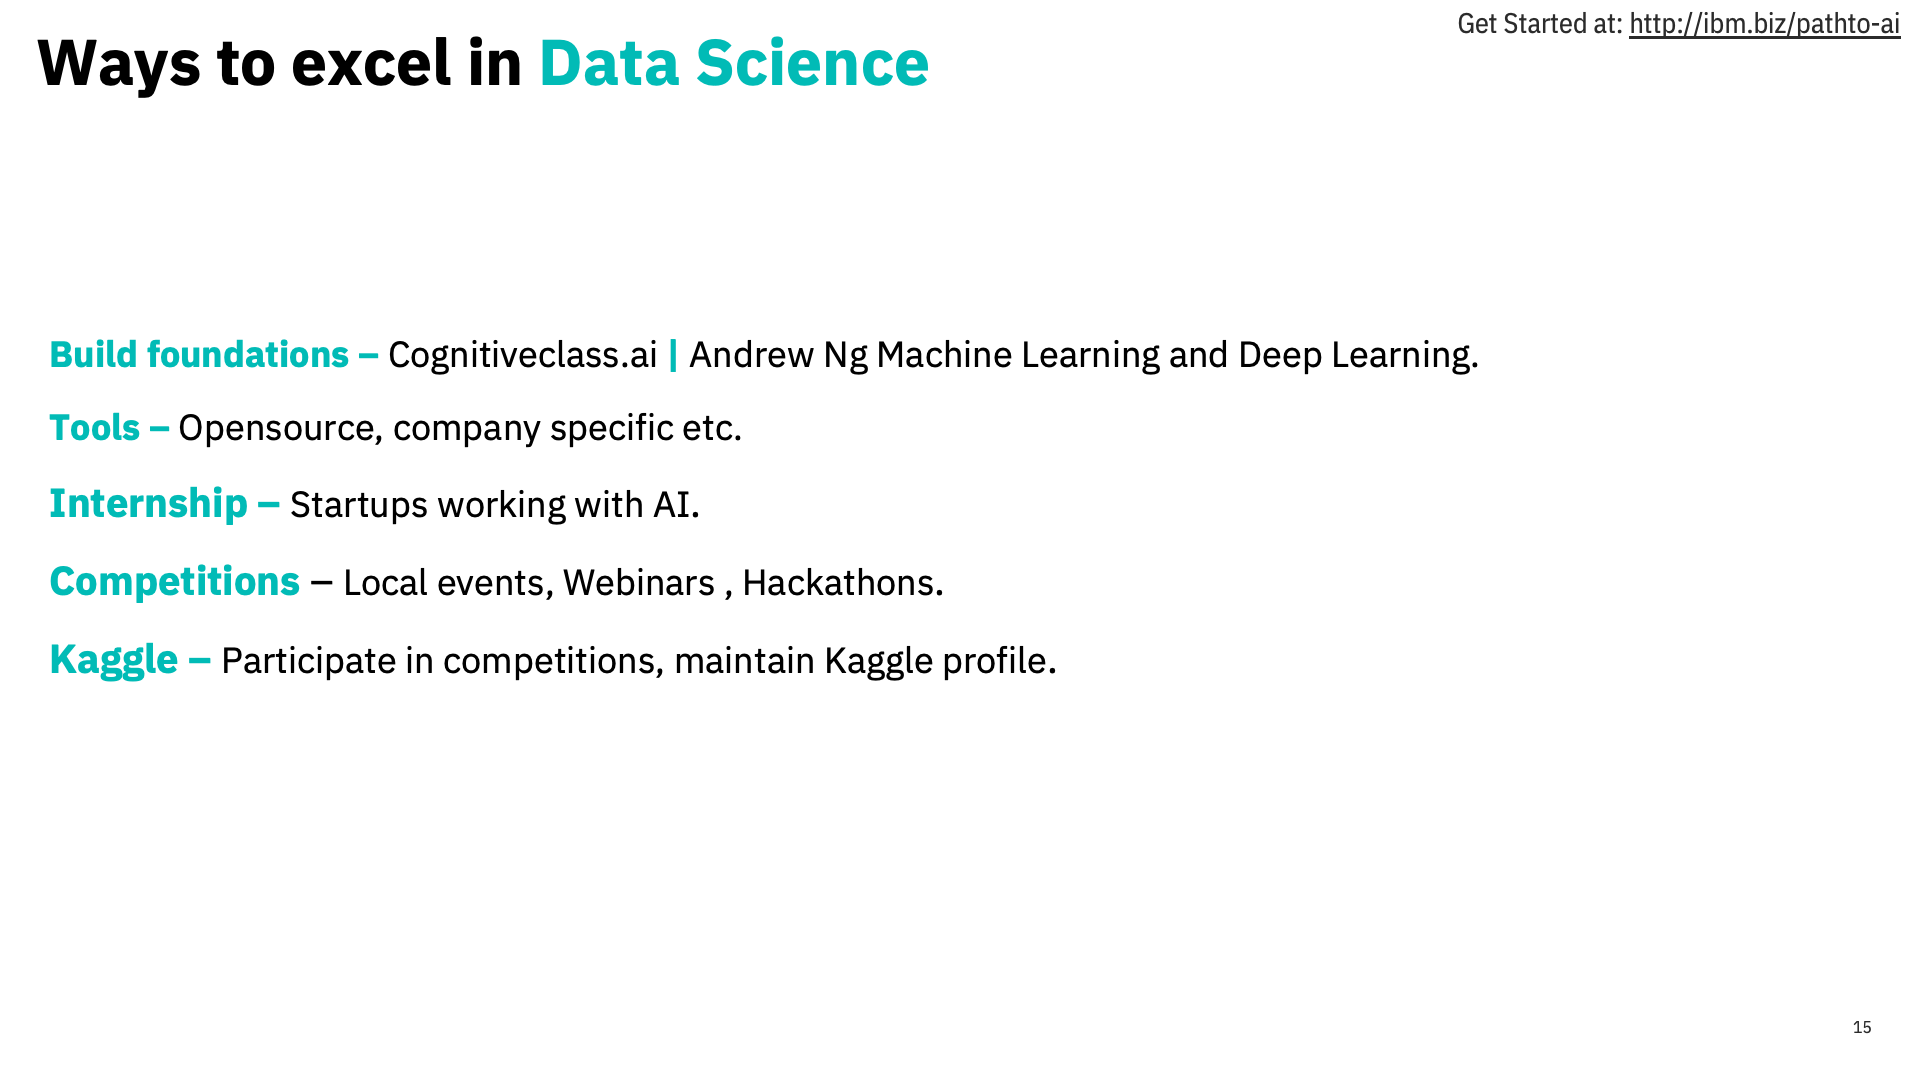 Get Started at: http://ibm.biz/pathto-ai
Ways to excel in Data Science
Build foundations – Cognitiveclass.ai | Andrew Ng Machine Learning and Deep Learning.
Tools – Opensource, company specific etc.
Internship – Startups working with AI.
Competitions – Local events, Webinars , Hackathons.
Kaggle – Participate in competitions, maintain Kaggle profile.
15